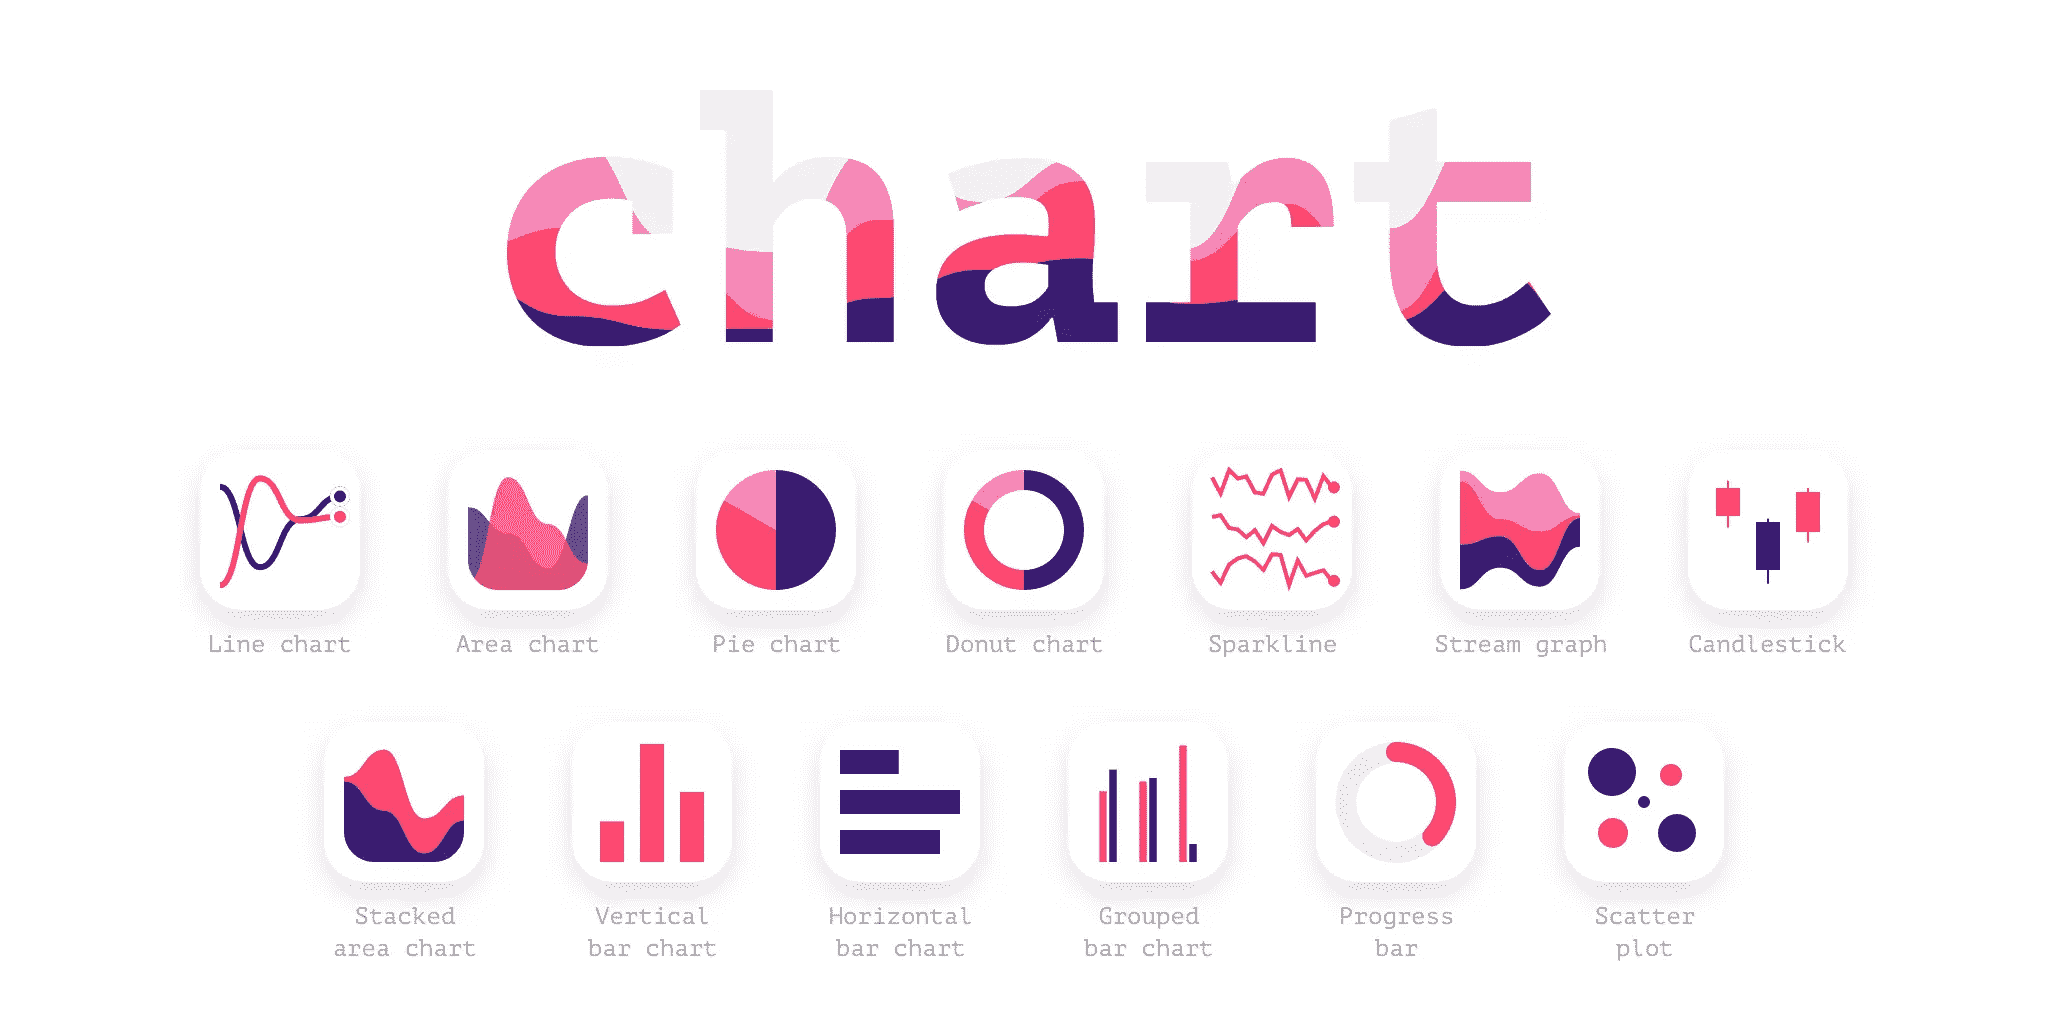 chart
Line chart
Area chart
Pie chart
Donut chart
Sparkline
Stream graph
Candlestick
Stacked
area chart
Vertical
bar chart
Horizontal
bar chart
Grouped
bar chart
Progress
bar
Scatter
plot